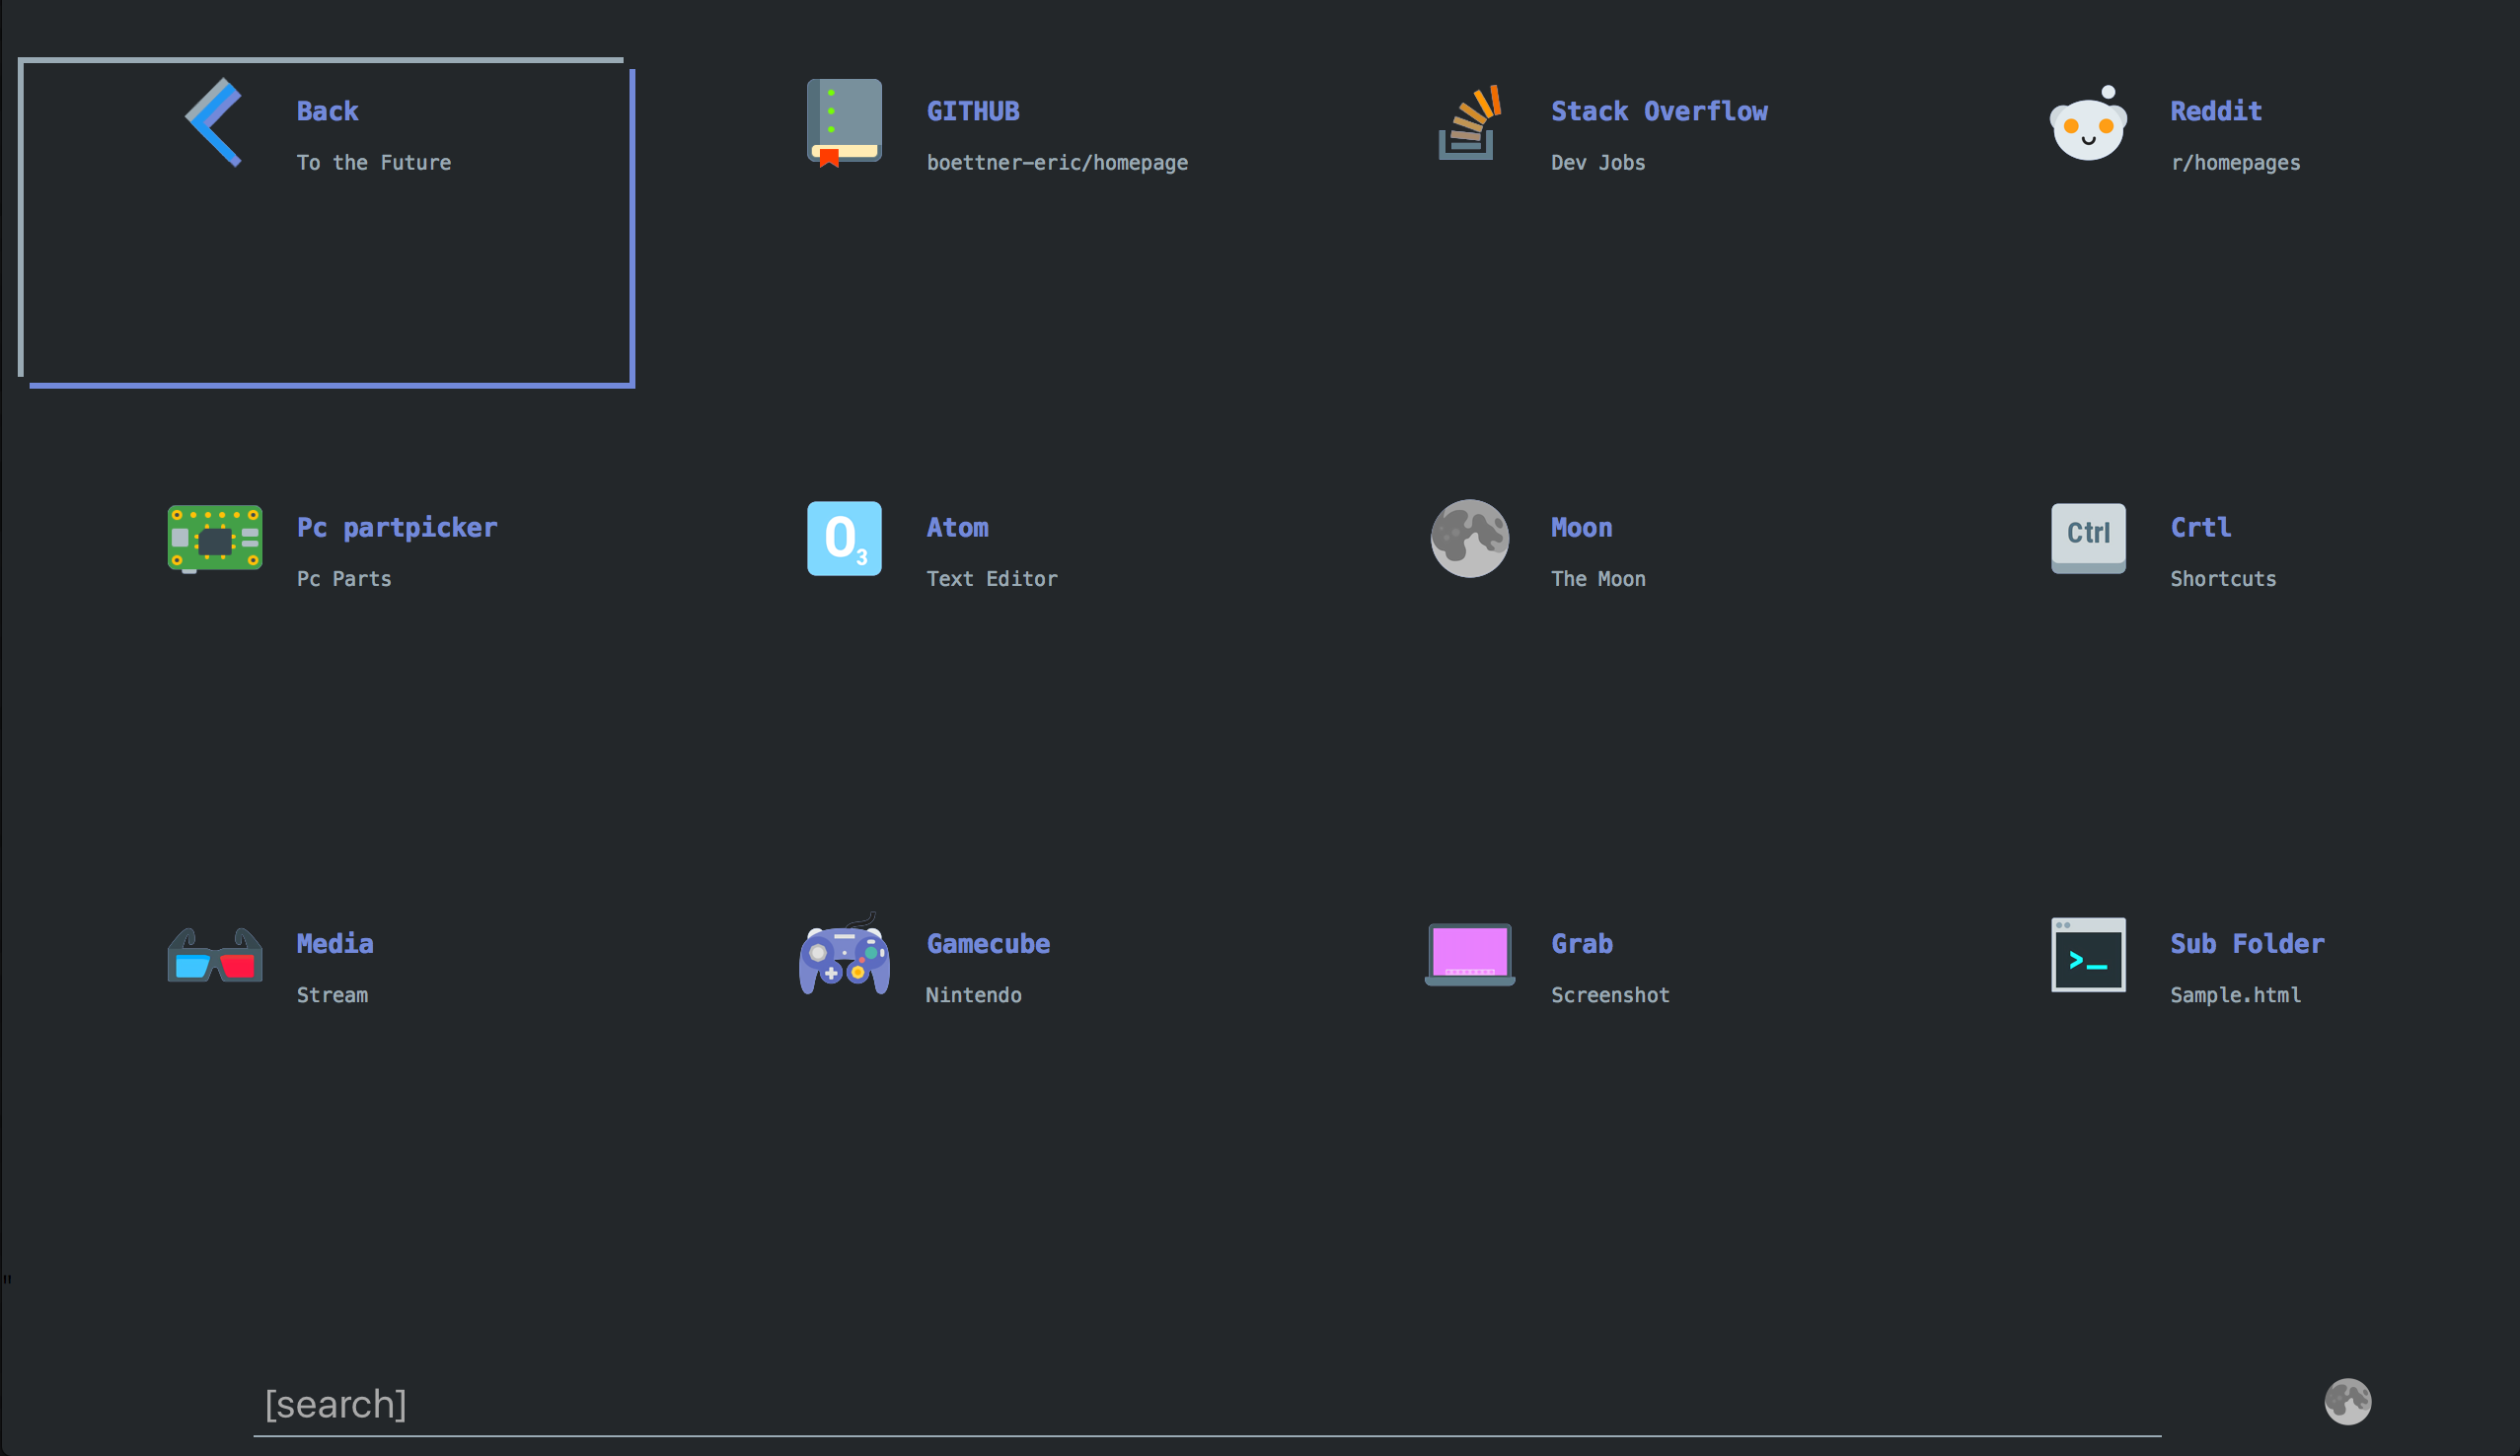 Back
To the Future
GITHUB
boettner-eric/homepage
Stack Overflow
Dev Jobs
Reddit
r/homepages
Pc partpicker
Pc Parts
O3
Atom
Text Editor
Moon
The Moon
Ctrl
Crtl
Shortcuts
Media
Stream
Gamecube
Nintendo
Grab
Screenshot
>_
Sub Folder
Sample.html
"
[search]